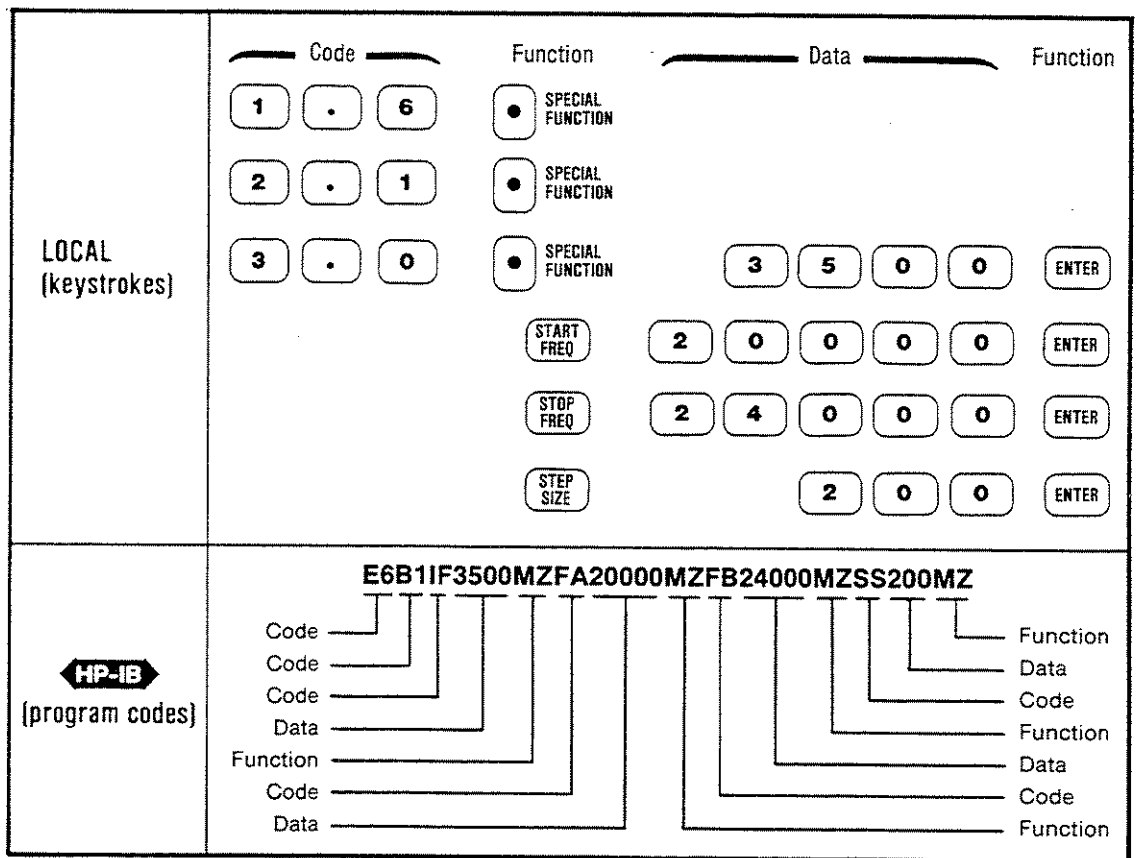 Code Function Data Function
1 . 6 • SPECIAL FUNCTION
2 . 1 • SPECIAL FUNCTION
LOCAL (keystrokes)
3 . 0 • SPECIAL FUNCTION 3 5 0 0 ENTER
START FREQ 2 0 0 0 0 ENTER
STOP FREQ 2 4 0 0 0 ENTER
STEP SIZE 2 0 0 ENTER
HP-IB
(program codes)
E6B1IF3500MZFA20000MZFB24000MZSS200MZ
Code
Code
Code
Data
Function
Code
Data
Function
Data
Code
Function
Data
Code
Function